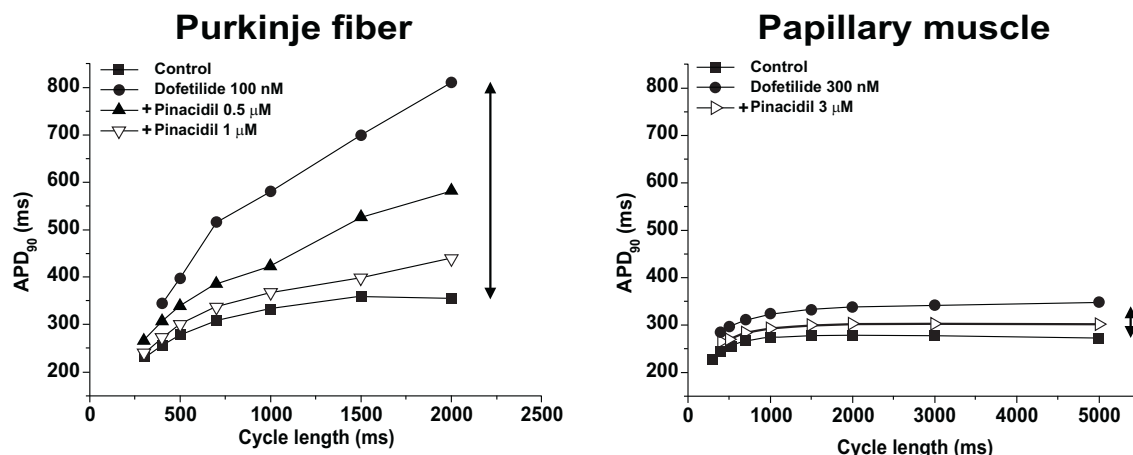 Purkinje fiber
Control
Dofetilide 100 nM
+Pinacidil 0.5 μM
+Pinacidil 1 μM
800
700
600
500
400
300
200
APD90 (ms)
0 500 1000 1500 2000 2500
Cycle length (ms)
Papillary muscle
Control
Dofetilide 300 nM
+Pinacidil 3 μM
800
700
600
500
400
300
200
APD90 (ms)
0 1000 2000 3000 4000 5000
Cycle length (ms)